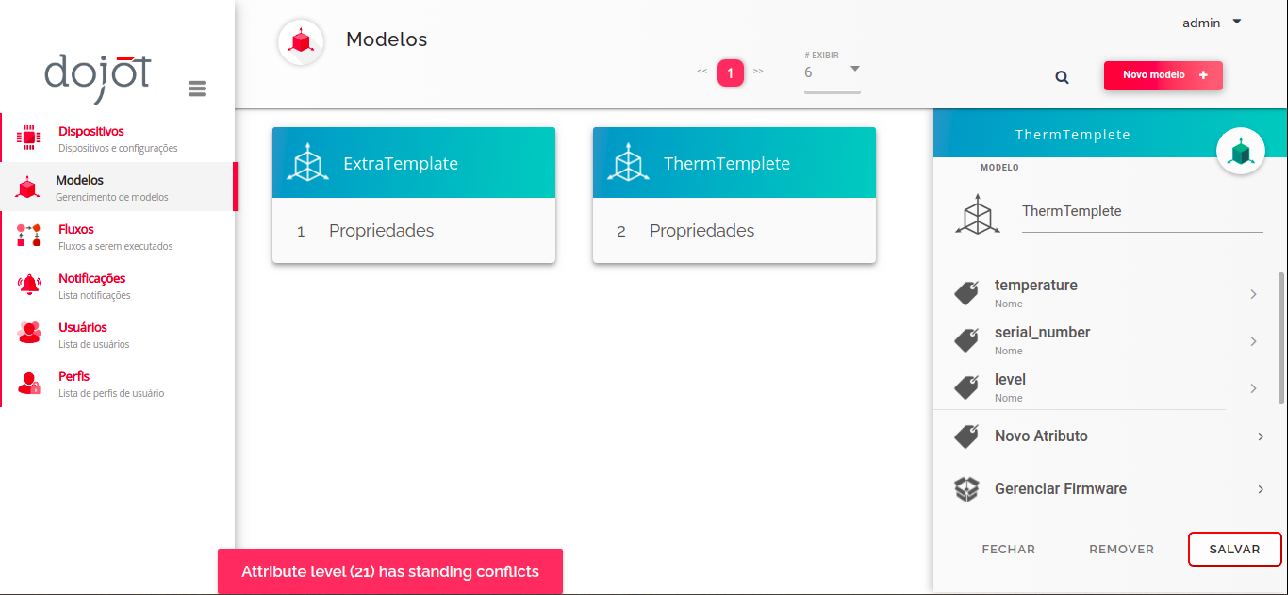 dojót
Dispositivos
Dispositivos e configurações
Modelos
Gerencimento de modelos
Fluxos
Fluxos a serem executados
Notificações
Lista notificações
Usuários
Lista de usuários
Perfis
Lista de perfis de usuário
Modelos
<< 1 >>
# EXIBIR
6
admin
Novo modelo +
ExtraTemplate
1 Propriedades
ThermTemplete
2 Propriedades
ThermTemplete
MODELO
ThermTemplete
temperature
Nome
serial_number
Nome
level
Nome
Novo Atributo
Gerenciar Firmware
FECHAR REMOVER SALVAR
Attribute level (21) has standing conflicts